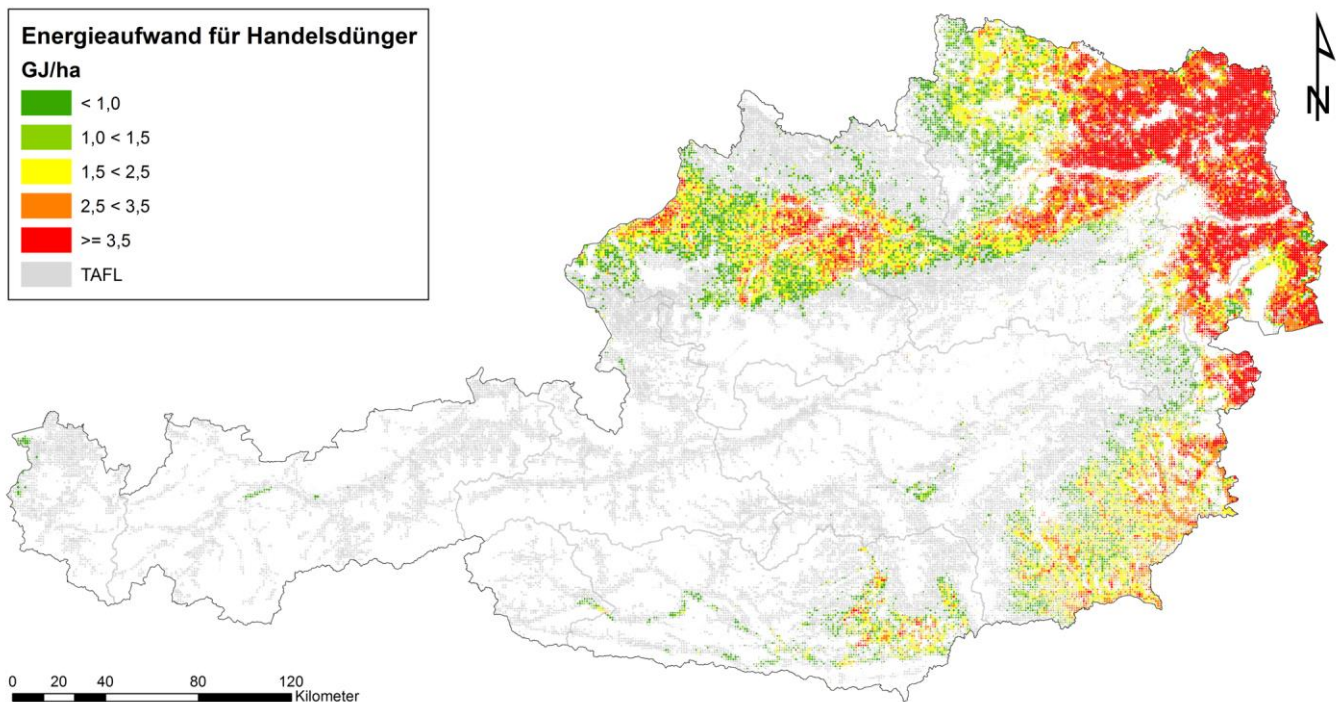 Energieaufwand für Handelsdünger
GJ/ha
< 1,0
1,0 < 1,5
1,5 < 2,5
2,5 < 3,5
>= 3,5
TAFL
N
0 20 40 80 120
Kilometer